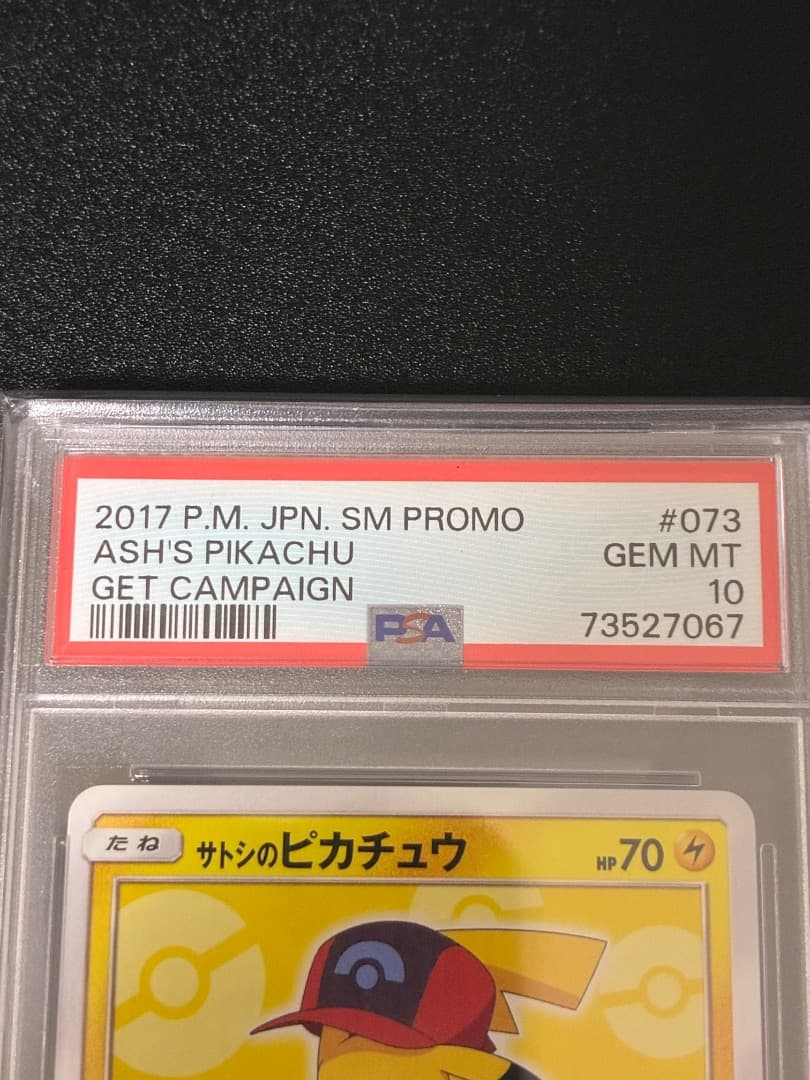 2017 P.M. JPN. SM PROMO #073
ASH'S PIKACHU GEM MT
GET CAMPAIGN 10
PSA 73527067
たね サトシのピカチュウ HP70